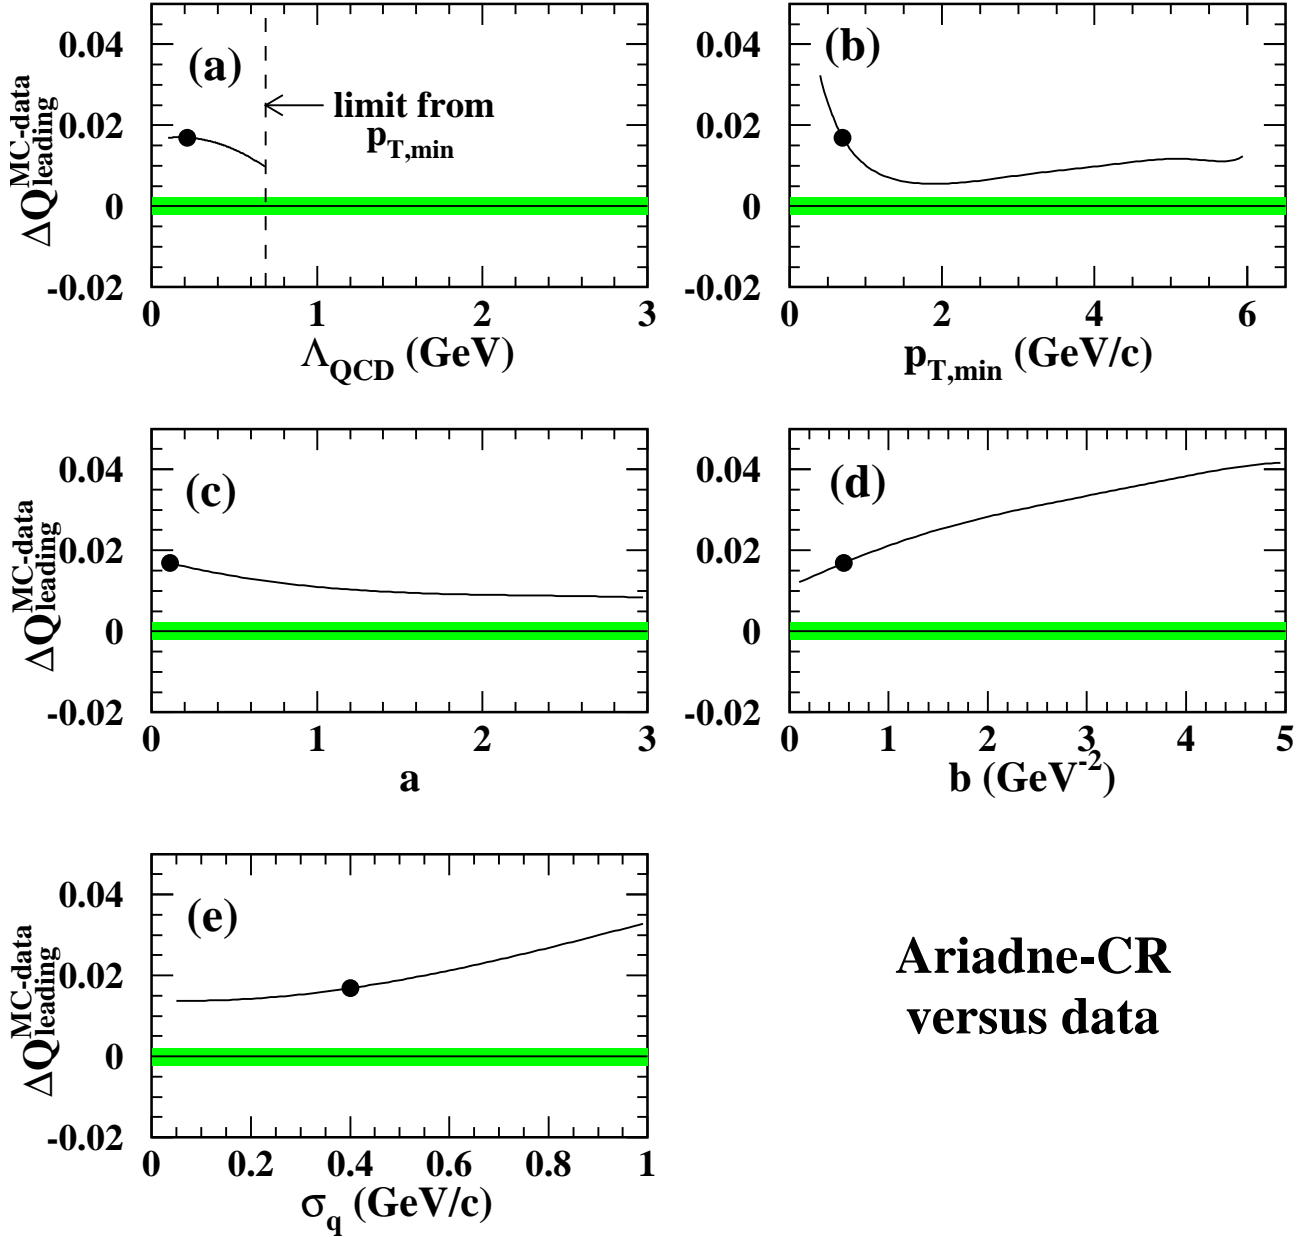 (a)
limit from
p_T,min
0.04
0.02
0
-0.02
0 1 2 3
Λ_QCD (GeV)
ΔQ^MC-data_leading
(b)
0.04
0.02
0
-0.02
0 2 4 6
p_T,min (GeV/c)
(c)
0.04
0.02
0
-0.02
0 1 2 3
a
ΔQ^MC-data_leading
(d)
0.04
0.02
0
-0.02
0 1 2 3 4 5
b (GeV^-2)
(e)
0.04
0.02
0
-0.02
0 0.2 0.4 0.6 0.8 1
σ_q (GeV/c)
ΔQ^MC-data_leading
Ariadne-CR
versus data